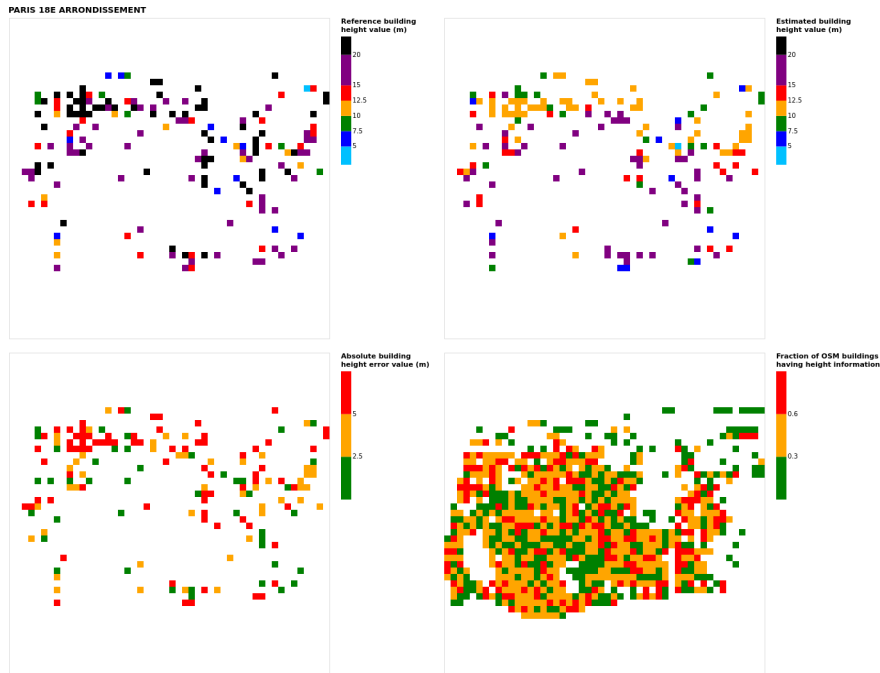 PARIS 18E ARRONDISSEMENT
Reference building
height value (m)
20
15
12.5
10
7.5
5
Estimated building
height value (m)
20
15
12.5
10
7.5
5
Absolute building
height error value (m)
5
2.5
Fraction of OSM buildings
having height information
0.6
0.3